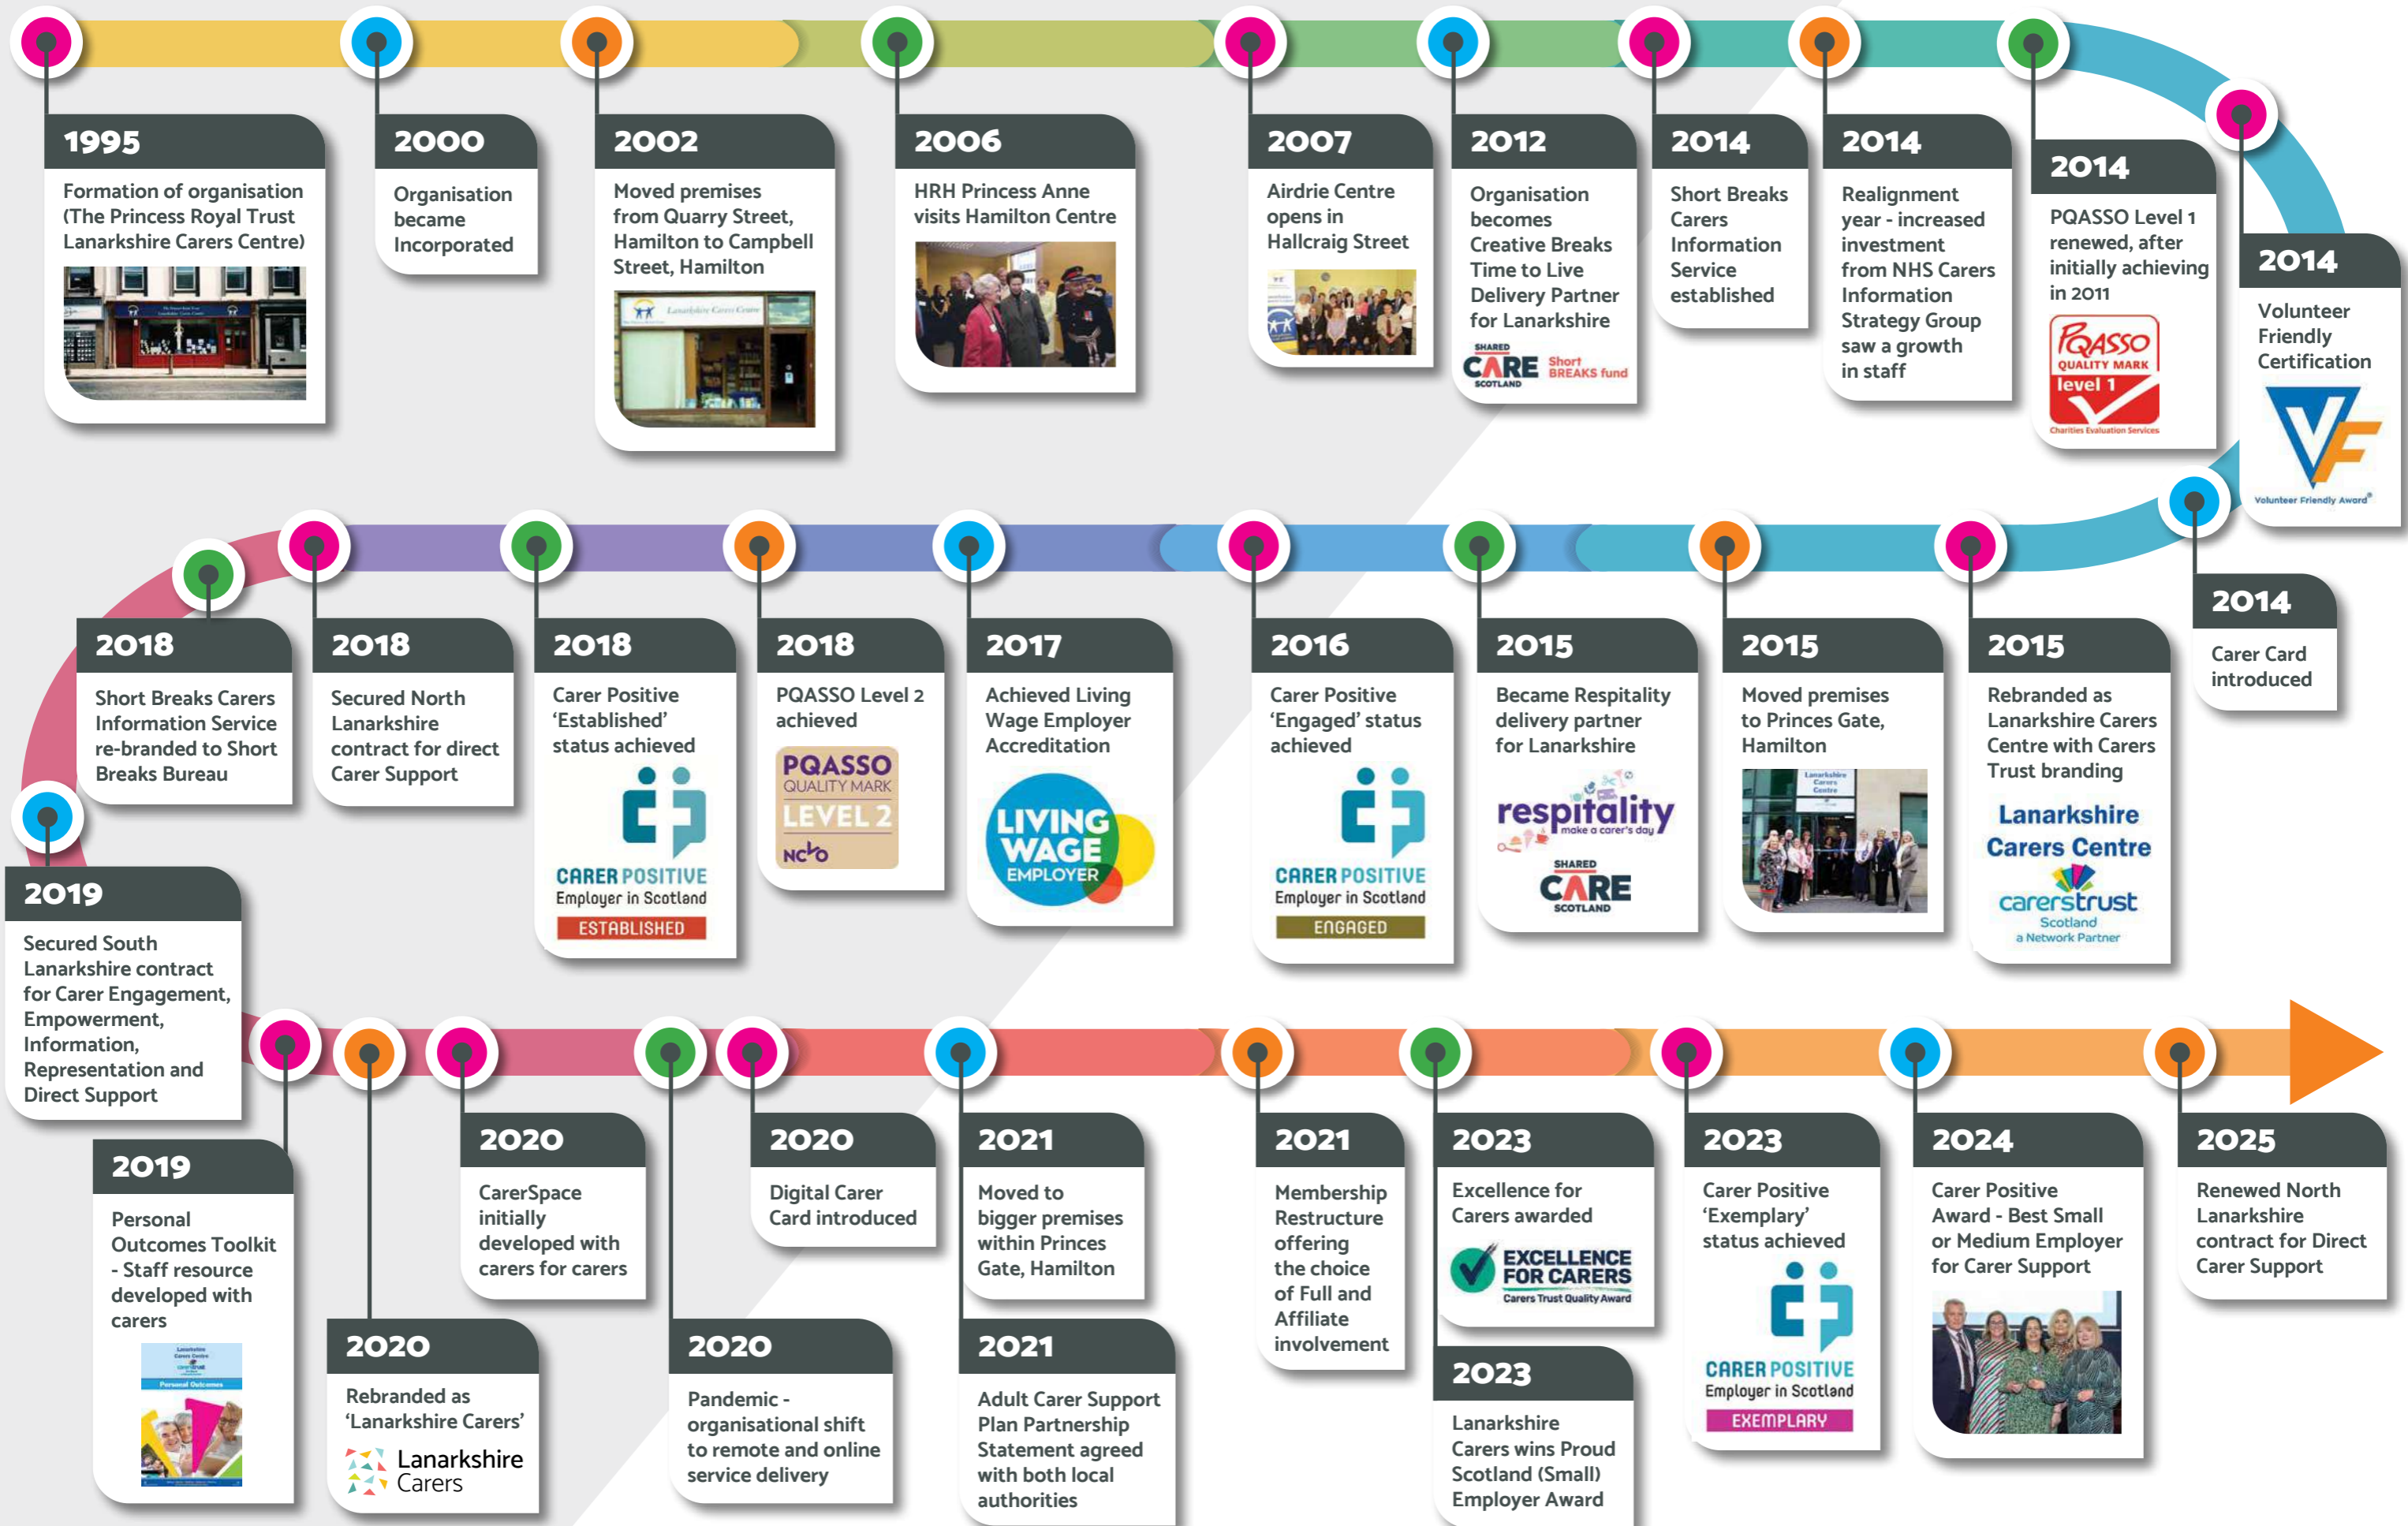 1995
Formation of organisation
(The Princess Royal Trust
Lanarkshire Carers Centre)
2000
Organisation
became
Incorporated
2002
Moved premises
from Quarry Street,
Hamilton to Campbell
Street, Hamilton
Lanarkshire Carers Centre
2006
HRH Princess Anne
visits Hamilton Centre
2007
Airdrie Centre
opens in
Hallcraig Street
2012
Organisation
becomes
Creative Breaks
Time to Live
Delivery Partner
for Lanarkshire
SHARED
CARE
SCOTLAND
Short
BREAKS fund
2014
Short Breaks
Carers
Information
Service
established
2014
Realignment
year - increased
investment
from NHS Carers
Information
Strategy Group
saw a growth
in staff
2014
PQASSO Level 1
renewed, after
initially achieving
in 2011
PQASSO
QUALITY MARK
level 1
Charities Evaluation Services
2014
Volunteer
Friendly
Certification
VF
Volunteer Friendly Award®
2014
Carer Card
introduced
2015
Rebranded as
Lanarkshire Carers
Centre with Carers
Trust branding
Lanarkshire
Carers Centre
carerstrust
Scotland
a Network Partner
2015
Moved premises
to Princes Gate,
Hamilton
Lanarkshire
Carers
Centre
2015
Became Respitality
delivery partner
for Lanarkshire
respitality
make a carer's day
SHARED
CARE
SCOTLAND
2016
Carer Positive
‘Engaged’ status
achieved
CARER POSITIVE
Employer in Scotland
ENGAGED
2017
Achieved Living
Wage Employer
Accreditation
LIVING
WAGE
EMPLOYER
2018
PQASSO Level 2
achieved
PQASSO
QUALITY MARK
LEVEL 2
NCVO
2018
Carer Positive
‘Established’
status achieved
CARER POSITIVE
Employer in Scotland
ESTABLISHED
2018
Secured North
Lanarkshire
contract for direct
Carer Support
2018
Short Breaks Carers
Information Service
re-branded to Short
Breaks Bureau
2019
Secured South
Lanarkshire contract
for Carer Engagement,
Empowerment,
Information,
Representation and
Direct Support
2019
Personal
Outcomes Toolkit
- Staff resource
developed with
carers
Lanarkshire
Carers Centre
carerstrust
Personal Outcomes
2020
Rebranded as
‘Lanarkshire Carers’
Lanarkshire
Carers
2020
CarerSpace
initially
developed with
carers for carers
2020
Pandemic -
organisational shift
to remote and online
service delivery
2020
Digital Carer
Card introduced
2021
Moved to
bigger premises
within Princes
Gate, Hamilton
2021
Adult Carer Support
Plan Partnership
Statement agreed
with both local
authorities
2021
Membership
Restructure
offering
the choice
of Full and
Affiliate
involvement
2023
Excellence for
Carers awarded
EXCELLENCE
FOR CARERS
Carers Trust Quality Award
2023
Lanarkshire
Carers wins Proud
Scotland (Small)
Employer Award
2023
Carer Positive
‘Exemplary’
status achieved
CARER POSITIVE
Employer in Scotland
EXEMPLARY
2024
Carer Positive
Award - Best Small
or Medium Employer
for Carer Support
2025
Renewed North
Lanarkshire
contract for Direct
Carer Support